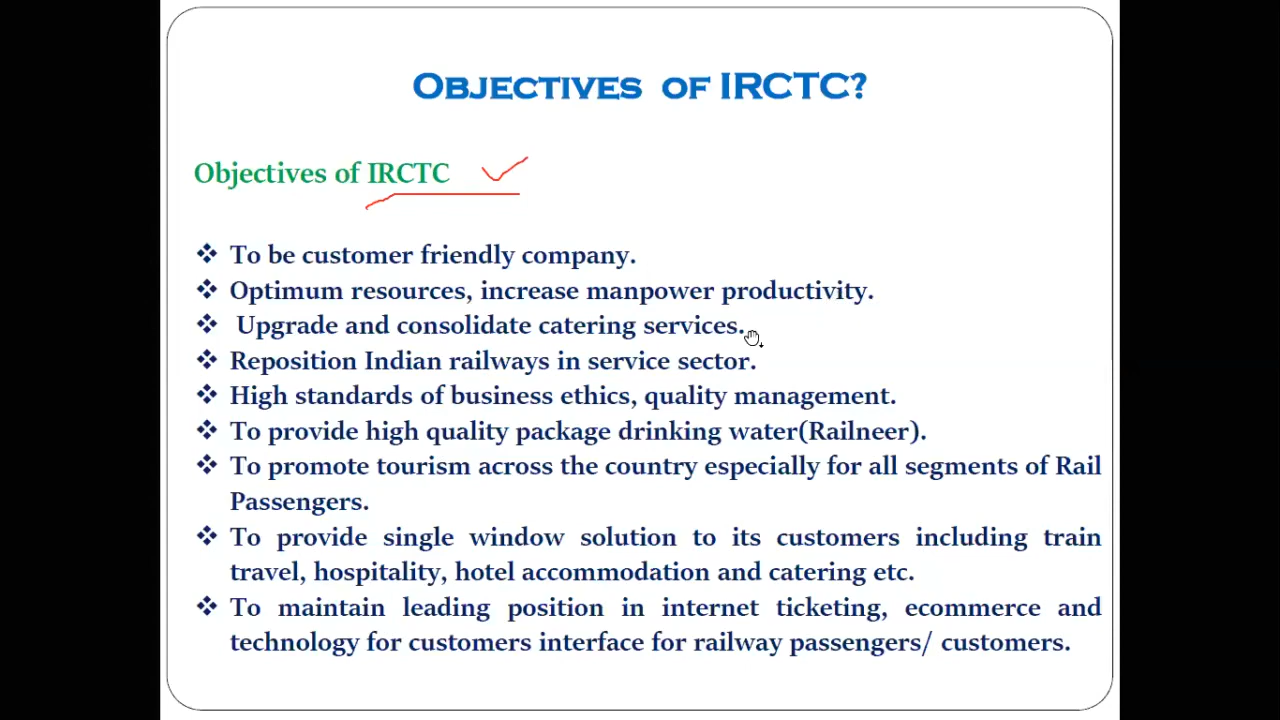 OBJECTIVES OF IRCTC?
Objectives of IRCTC
❖ To be customer friendly company.
❖ Optimum resources, increase manpower productivity.
❖ Upgrade and consolidate catering services.
❖ Reposition Indian railways in service sector.
❖ High standards of business ethics, quality management.
❖ To provide high quality package drinking water(Railneer).
❖ To promote tourism across the country especially for all segments of Rail
Passengers.
❖ To provide single window solution to its customers including train
travel, hospitality, hotel accommodation and catering etc.
❖ To maintain leading position in internet ticketing, ecommerce and
technology for customers interface for railway passengers/ customers.